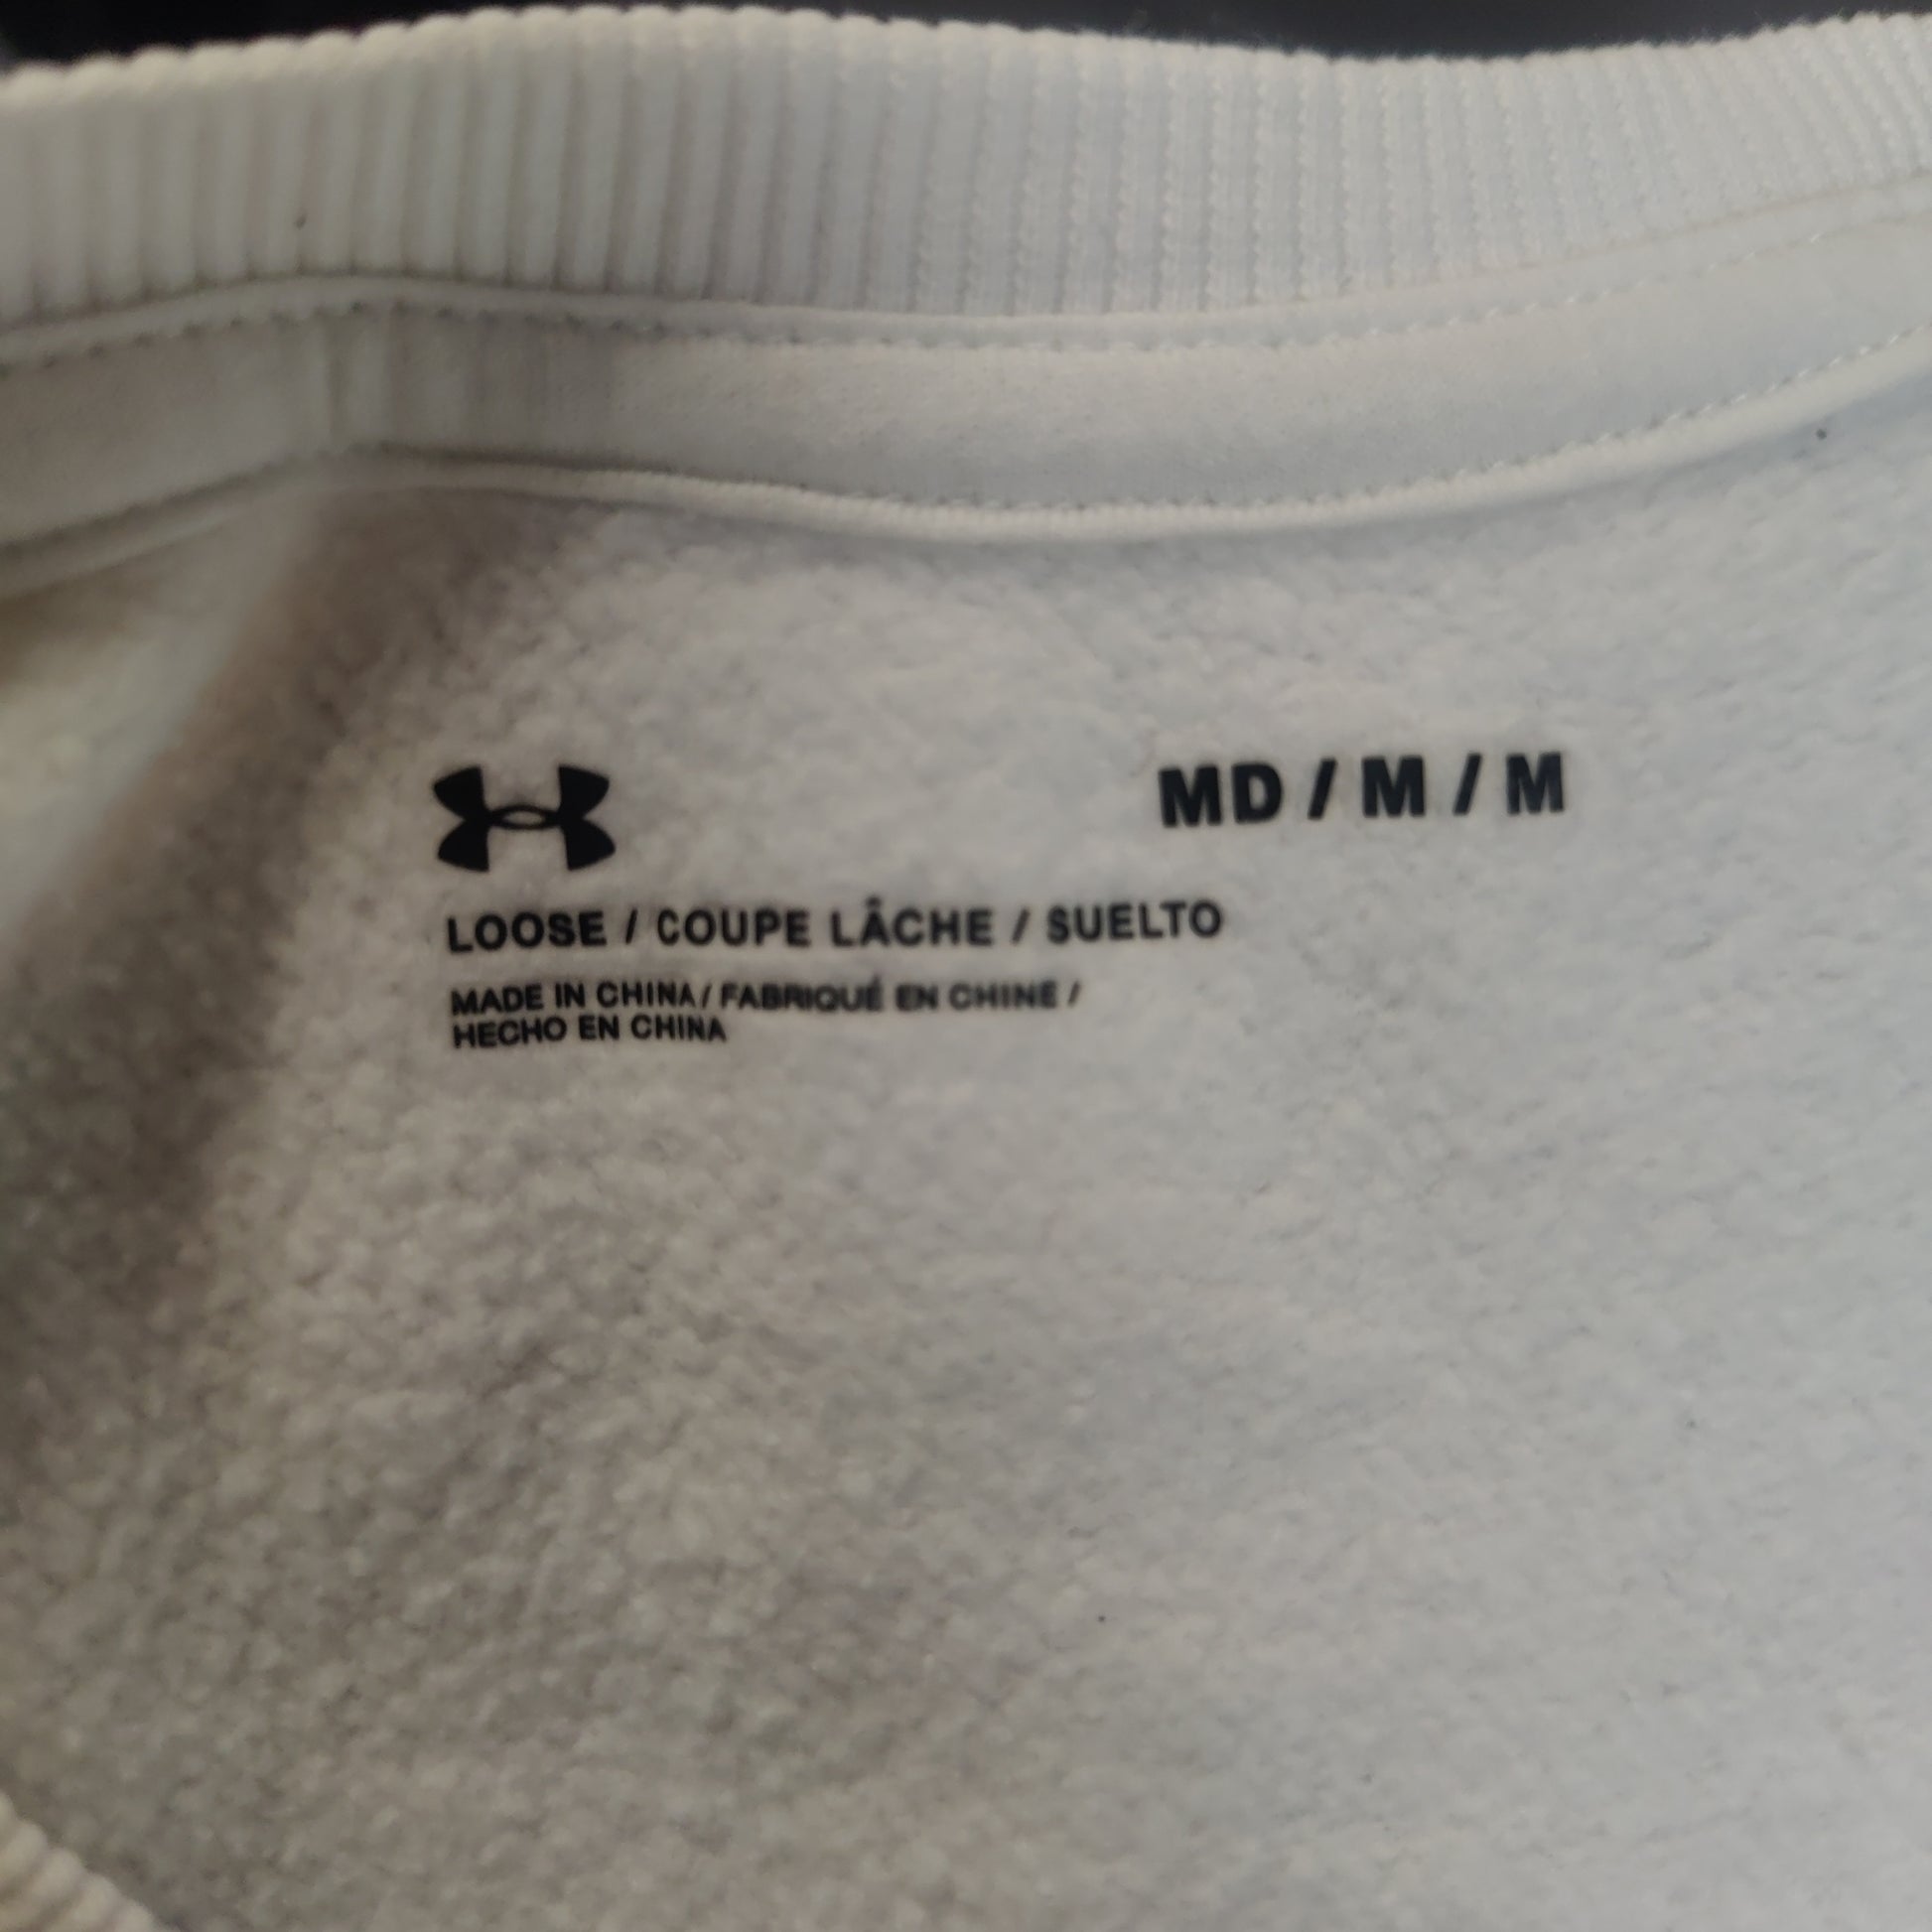 MD / M / M
LOOSE / COUPE LÂCHE / SUELTO
MADE IN CHINA / FABRIQUÉ EN CHINE /
HECHO EN CHINA